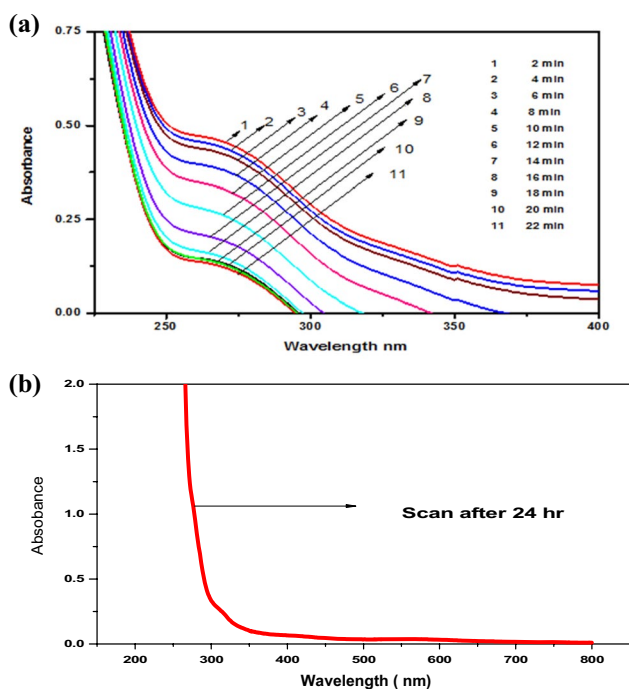 (a)
0.75
0.50
0.25
0.00
Absorbance
1 2 3 4 5 6 7
8
9
10
11
1 2 min
2 4 min
3 6 min
4 8 min
5 10 min
6 12 min
7 14 min
8 16 min
9 18 min
10 20 min
11 22 min
250 300 350 400
Wavelength nm
(b)
2.0
1.5
1.0
0.5
0.0
Absobance
Scan after 24 hr
200 300 400 500 600 700 800
Wavelength ( nm)